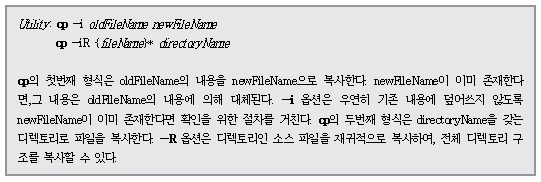 Utility: cp -i oldFileName newFileName
cp -iR {fileName}* directoryName
cp의 첫번째 형식은 oldFileName의 내용을 newFileName으로 복사한다. newFileName이 이미 존재한다
면,그 내용은 oldFileName의 내용에 의해 대체된다. -i 옵션은 우연히 기존 내용에 덮어쓰지 않도록
newFileName이 이미 존재한다면 확인을 위한 절차를 거친다. cp의 두번째 형식은 directoryName을 갖는
디렉토리로 파일을 복사한다. -R 옵션은 디렉토리인 소스 파일을 재귀적으로 복사하여, 전체 디렉토리 구
조를 복사할 수 있다.